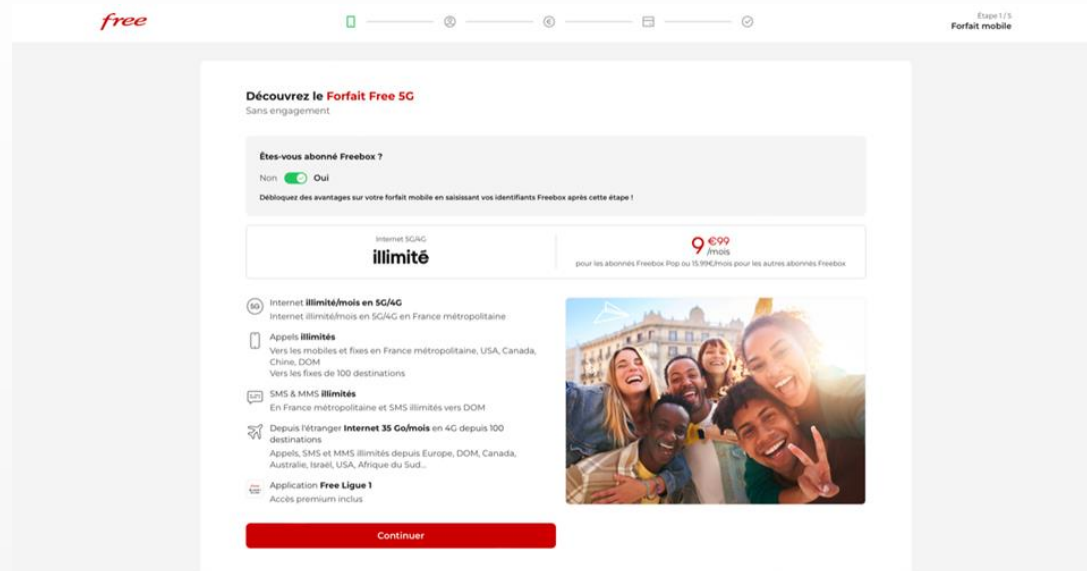 free
Étape 1 / 5
Forfait mobile
Découvrez le Forfait Free 5G
Sans engagement
Êtes-vous abonné Freebox ?
Non Oui
Débloquez des avantages sur votre forfait mobile en saisissant vos identifiants Freebox après cette étape !
Internet 5G/4G
illimité
9 €99
/mois
pour les abonnés Freebox Pop ou 15.99€/mois pour les autres abonnés Freebox
5G
Internet illimité/mois en 5G/4G
Internet illimité/mois en 5G/4G en France métropolitaine
Appels illimités
Vers les mobiles et fixes en France métropolitaine, USA, Canada,
Chine, DOM
Vers les fixes de 100 destinations
SMS & MMS illimités
En France métropolitaine et SMS illimités vers DOM
Depuis l'étranger Internet 35 Go/mois en 4G depuis 100
destinations
Appels, SMS et MMS illimités depuis Europe, DOM, Canada,
Australie, Israël, USA, Afrique du Sud...
Application Free Ligue 1
Accès premium inclus
Continuer